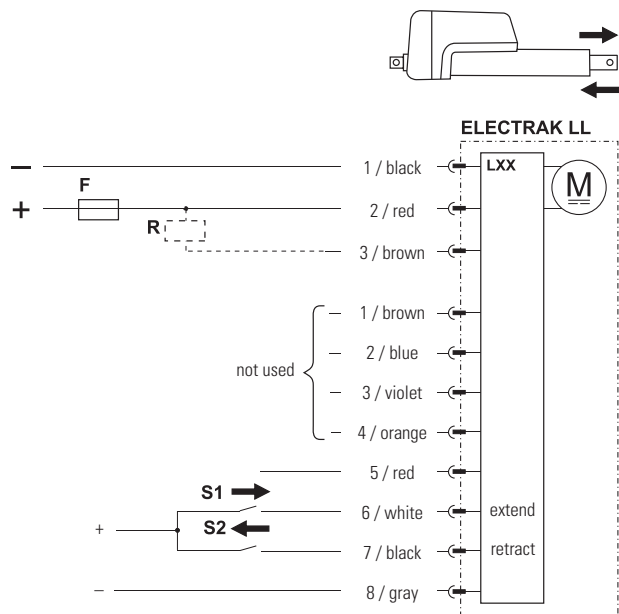 ELECTRAK LL
–
1 / black
LXX
M
F
+
2 / red
R
3 / brown
1 / brown
2 / blue
not used
3 / violet
4 / orange
5 / red
S1
6 / white
extend
+
S2
7 / black
retract
–
8 / gray